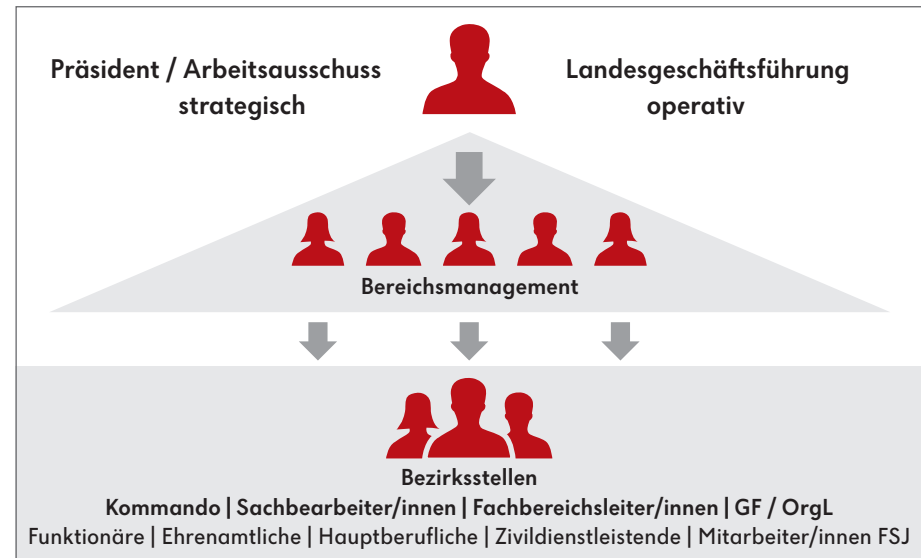 Präsident / Arbeitsausschuss
strategisch
Landesgeschäftsführung
operativ
Bereichsmanagement
Bezirksstellen
Kommando | Sachbearbeiter/innen | Fachbereichsleiter/innen | GF / OrgL
Funktionäre | Ehrenamtliche | Hauptberufliche | Zivildienstleistende | Mitarbeiter/innen FSJ